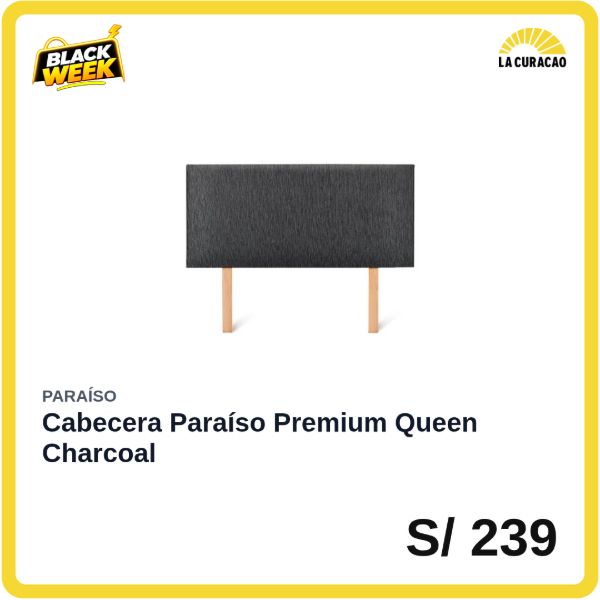 BLACK
WEEK
LA CURACAO
PARAÍSO
Cabecera Paraíso Premium Queen
Charcoal
S/ 239